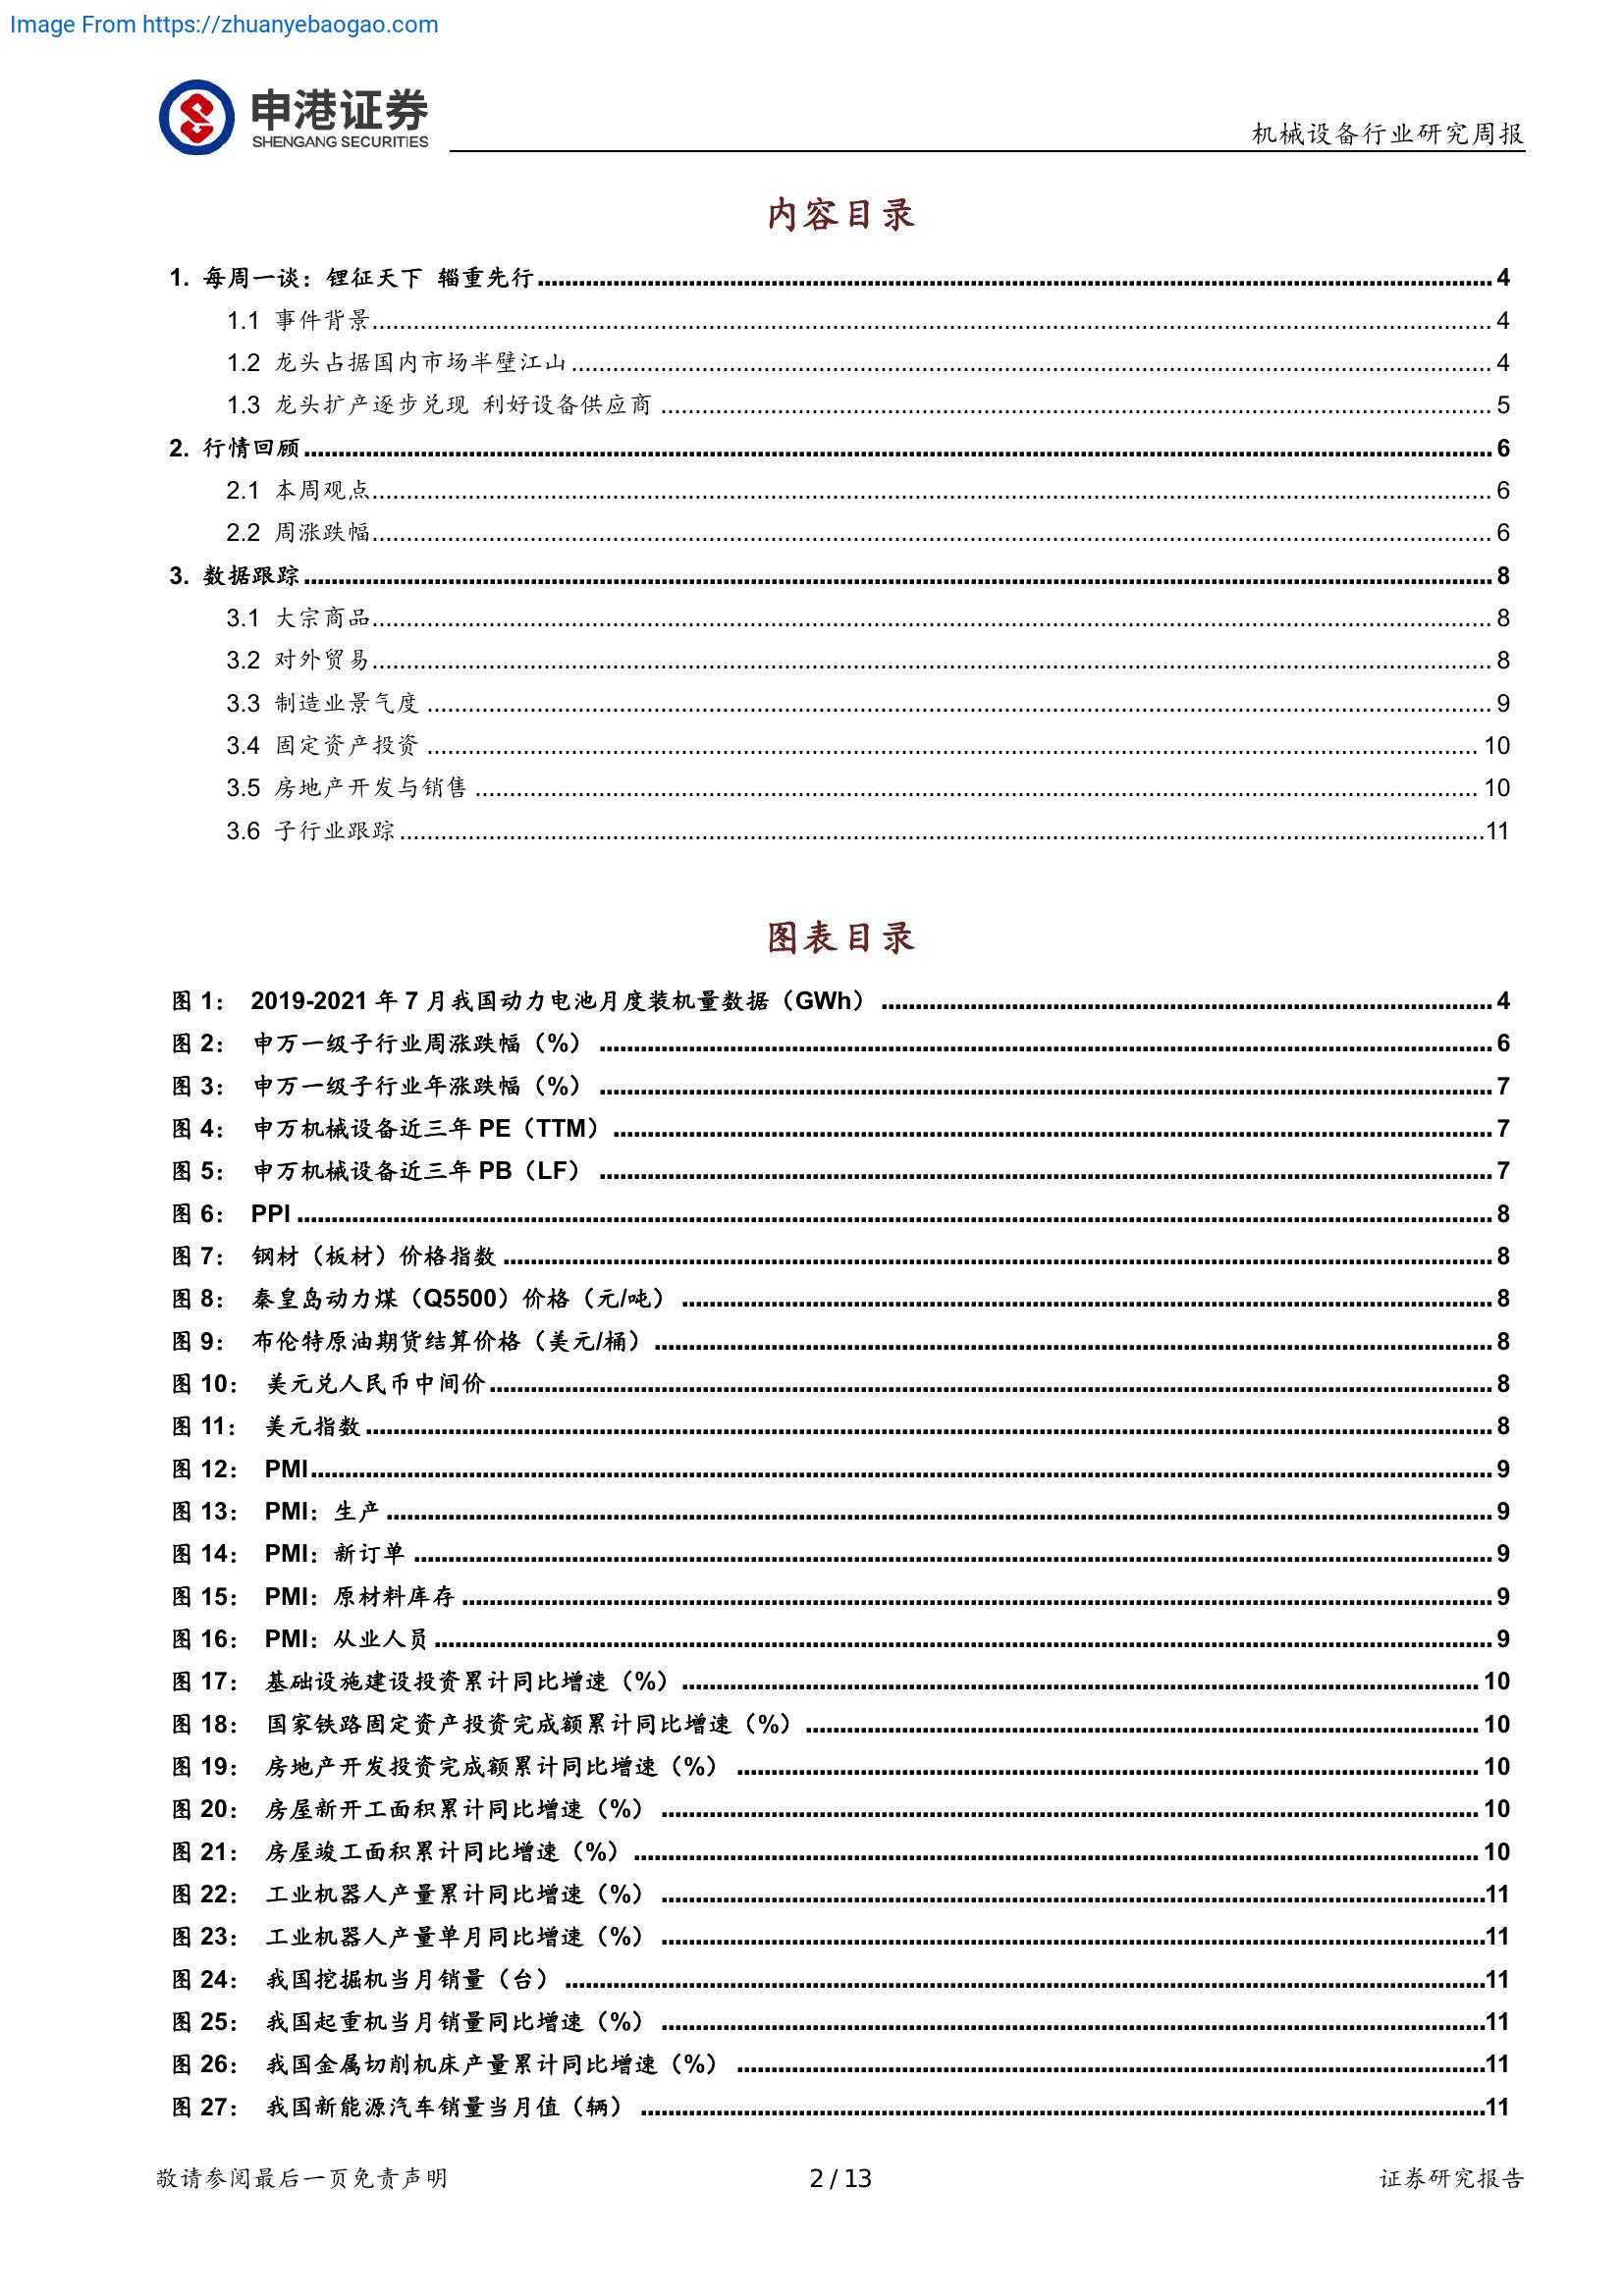 Image From https://zhuanyebaogao.com
申港证券
SHENGANG SECURITIES
机械设备行业研究周报
内容目录
1. 每周一谈：锂征天下 辎重先行 4
1.1 事件背景 4
1.2 龙头占据国内市场半壁江山 4
1.3 龙头扩产逐步兑现 利好设备供应商 5
2. 行情回顾 6
2.1 本周观点 6
2.2 周涨跌幅 6
3. 数据跟踪 8
3.1 大宗商品 8
3.2 对外贸易 8
3.3 制造业景气度 9
3.4 固定资产投资 10
3.5 房地产开发与销售 10
3.6 子行业跟踪 11
图表目录
图 1： 2019-2021 年 7 月我国动力电池月度装机量数据（GWh） 4
图 2： 申万一级子行业周涨跌幅（%） 6
图 3： 申万一级子行业年涨跌幅（%） 7
图 4： 申万机械设备近三年 PE（TTM） 7
图 5： 申万机械设备近三年 PB（LF） 7
图 6： PPI 8
图 7： 钢材（板材）价格指数 8
图 8： 秦皇岛动力煤（Q5500）价格（元/吨） 8
图 9： 布伦特原油期货结算价格（美元/桶） 8
图 10： 美元兑人民币中间价 8
图 11： 美元指数 8
图 12： PMI 9
图 13： PMI：生产 9
图 14： PMI：新订单 9
图 15： PMI：原材料库存 9
图 16： PMI：从业人员 9
图 17： 基础设施建设投资累计同比增速（%） 10
图 18： 国家铁路固定资产投资完成额累计同比增速（%） 10
图 19： 房地产开发投资完成额累计同比增速（%） 10
图 20： 房屋新开工面积累计同比增速（%） 10
图 21： 房屋竣工面积累计同比增速（%） 10
图 22： 工业机器人产量累计同比增速（%） 11
图 23： 工业机器人产量单月同比增速（%） 11
图 24： 我国挖掘机当月销量（台） 11
图 25： 我国起重机当月销量同比增速（%） 11
图 26： 我国金属切削机床产量累计同比增速（%） 11
图 27： 我国新能源汽车销量当月值（辆） 11
敬请参阅最后一页免责声明
2 / 13
证券研究报告